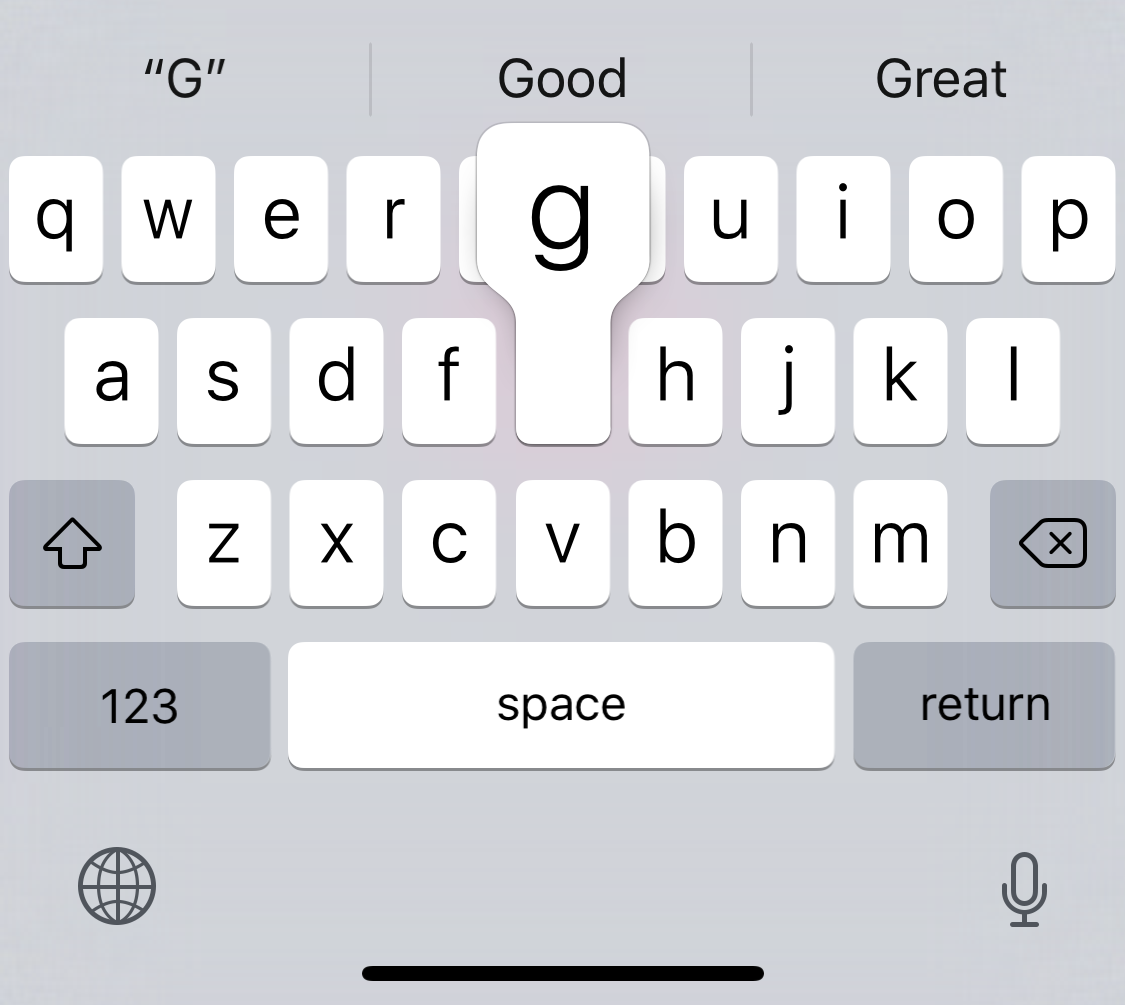 “G” Good Great
q w e r g u i o p
a s d f h j k l
z x c v b n m
123 space return